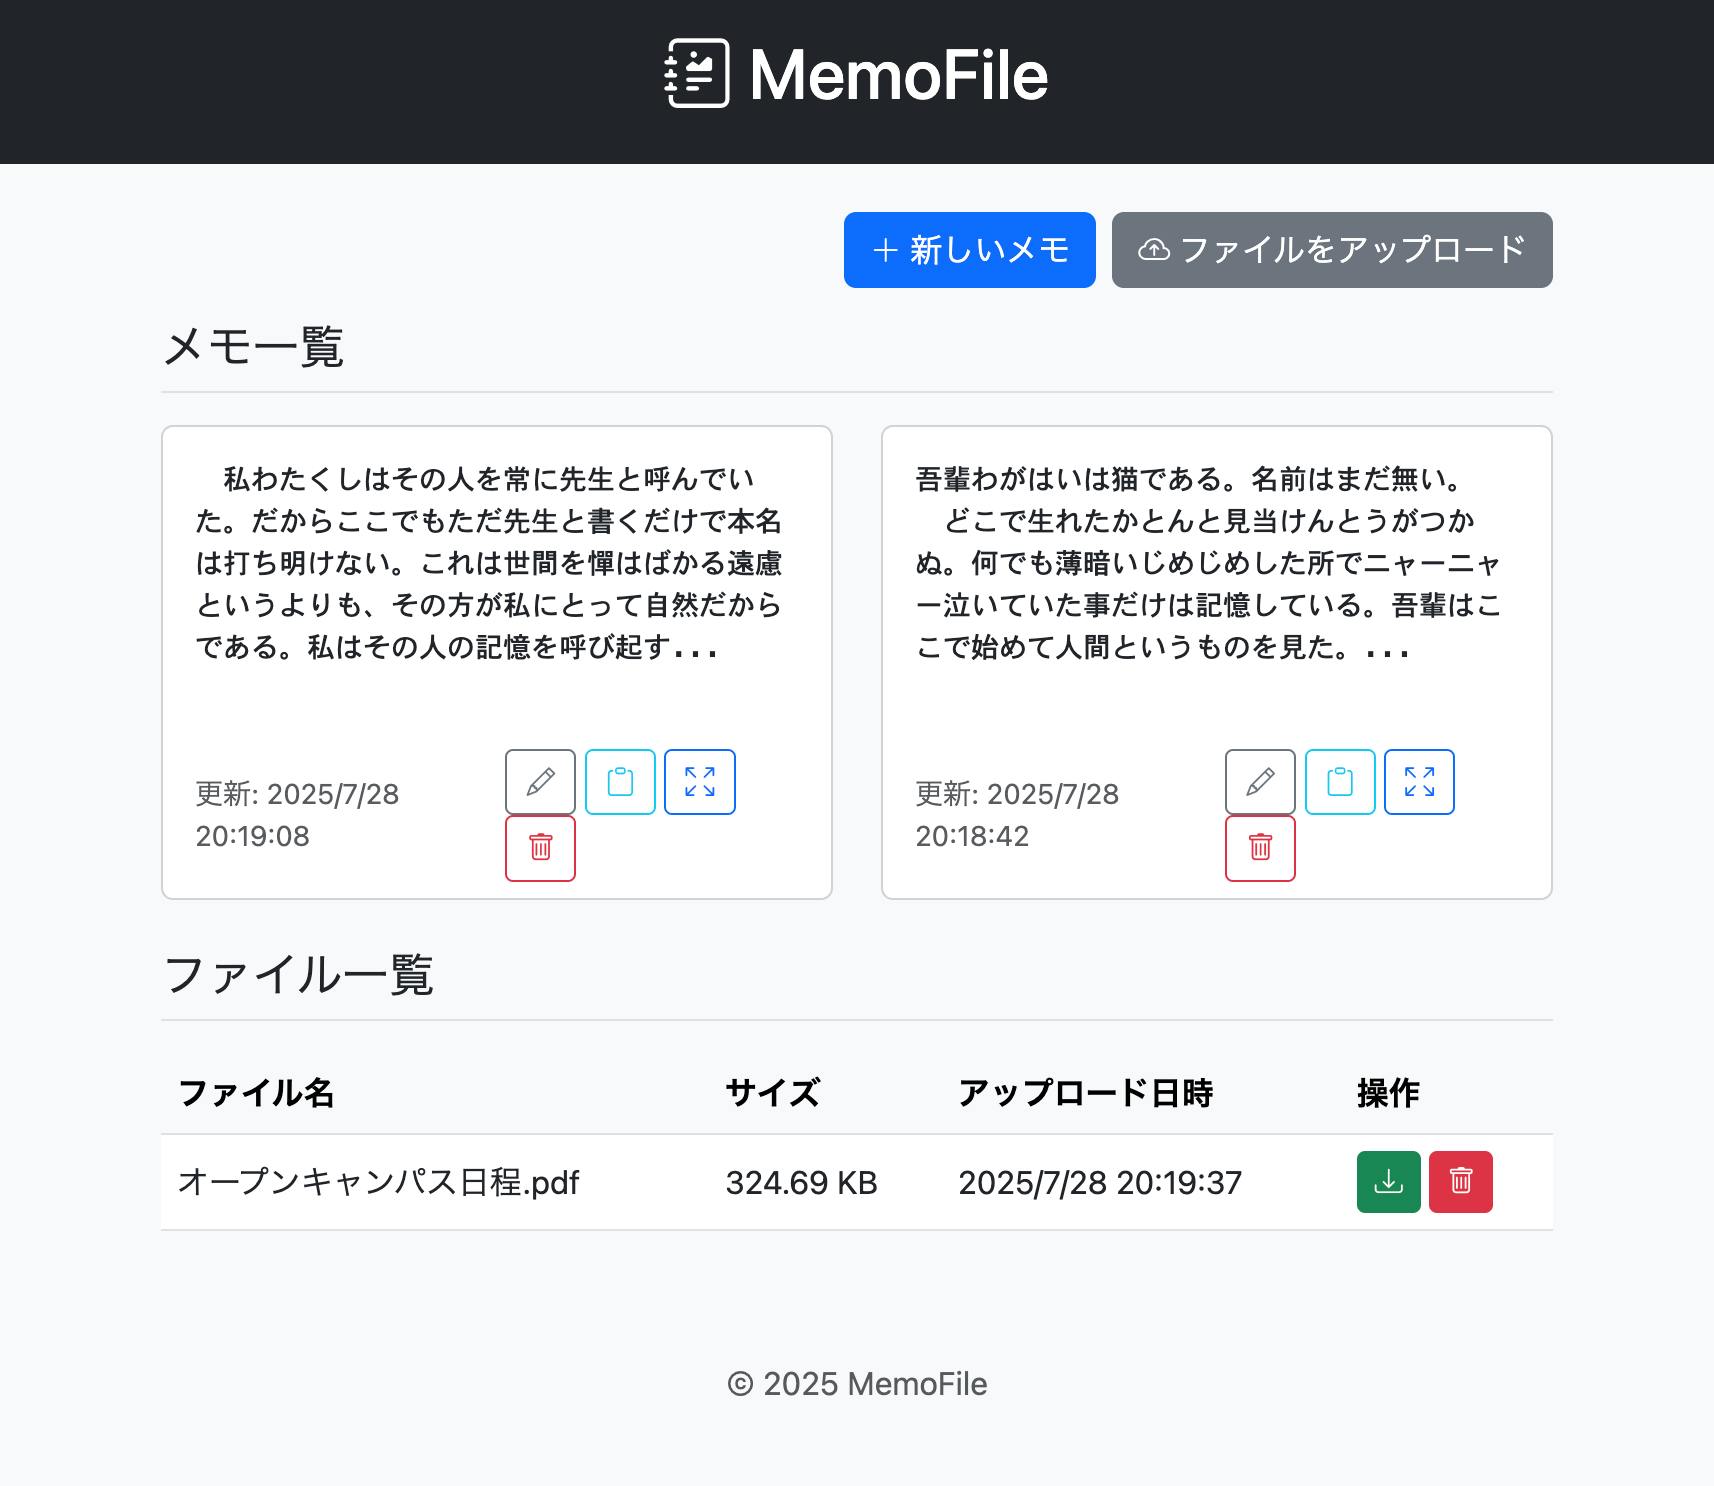 MemoFile
新しいメモ
ファイルをアップロード
メモ一覧
　私わたくしはその人を常に先生と呼んでい
た。だからここでもただ先生と書くだけで本名
は打ち明けない。これは世間を憚はばかる遠慮
というよりも、その方が私にとって自然だから
である。私はその人の記憶を呼び起す...
更新: 2025/7/28
20:19:08
吾輩わがはいは猫である。名前はまだ無い。
　どこで生れたかとんと見当けんとうがつか
ぬ。何でも薄暗いじめじめした所でニャーニャ
ー泣いていた事だけは記憶している。吾輩はこ
こで始めて人間というものを見た。...
更新: 2025/7/28
20:18:42
ファイル一覧
ファイル名 サイズ アップロード日時 操作
オープンキャンパス日程.pdf 324.69 KB 2025/7/28 20:19:37
© 2025 MemoFile